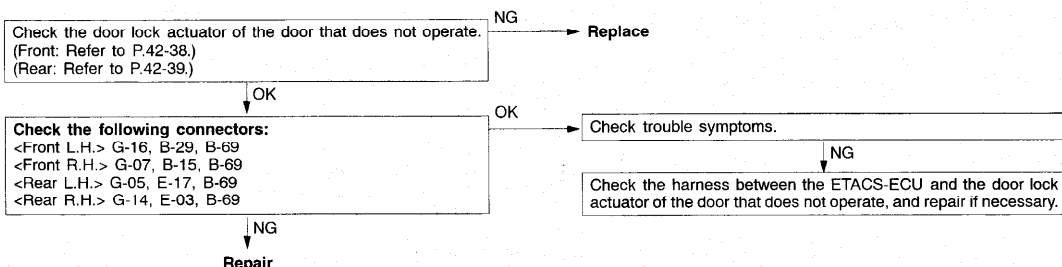 Check the door lock actuator of the door that does not operate.
(Front: Refer to P.42-38.)
(Rear: Refer to P.42-39.)
NG
Replace
OK
Check the following connectors:
<Front L.H.> G-16, B-29, B-69
<Front R.H.> G-07, B-15, B-69
<Rear L.H.> G-05, E-17, B-69
<Rear R.H.> G-14, E-03, B-69
OK
Check trouble symptoms.
NG
Check the harness between the ETACS-ECU and the door lock
actuator of the door that does not operate, and repair if necessary.
NG
Repair